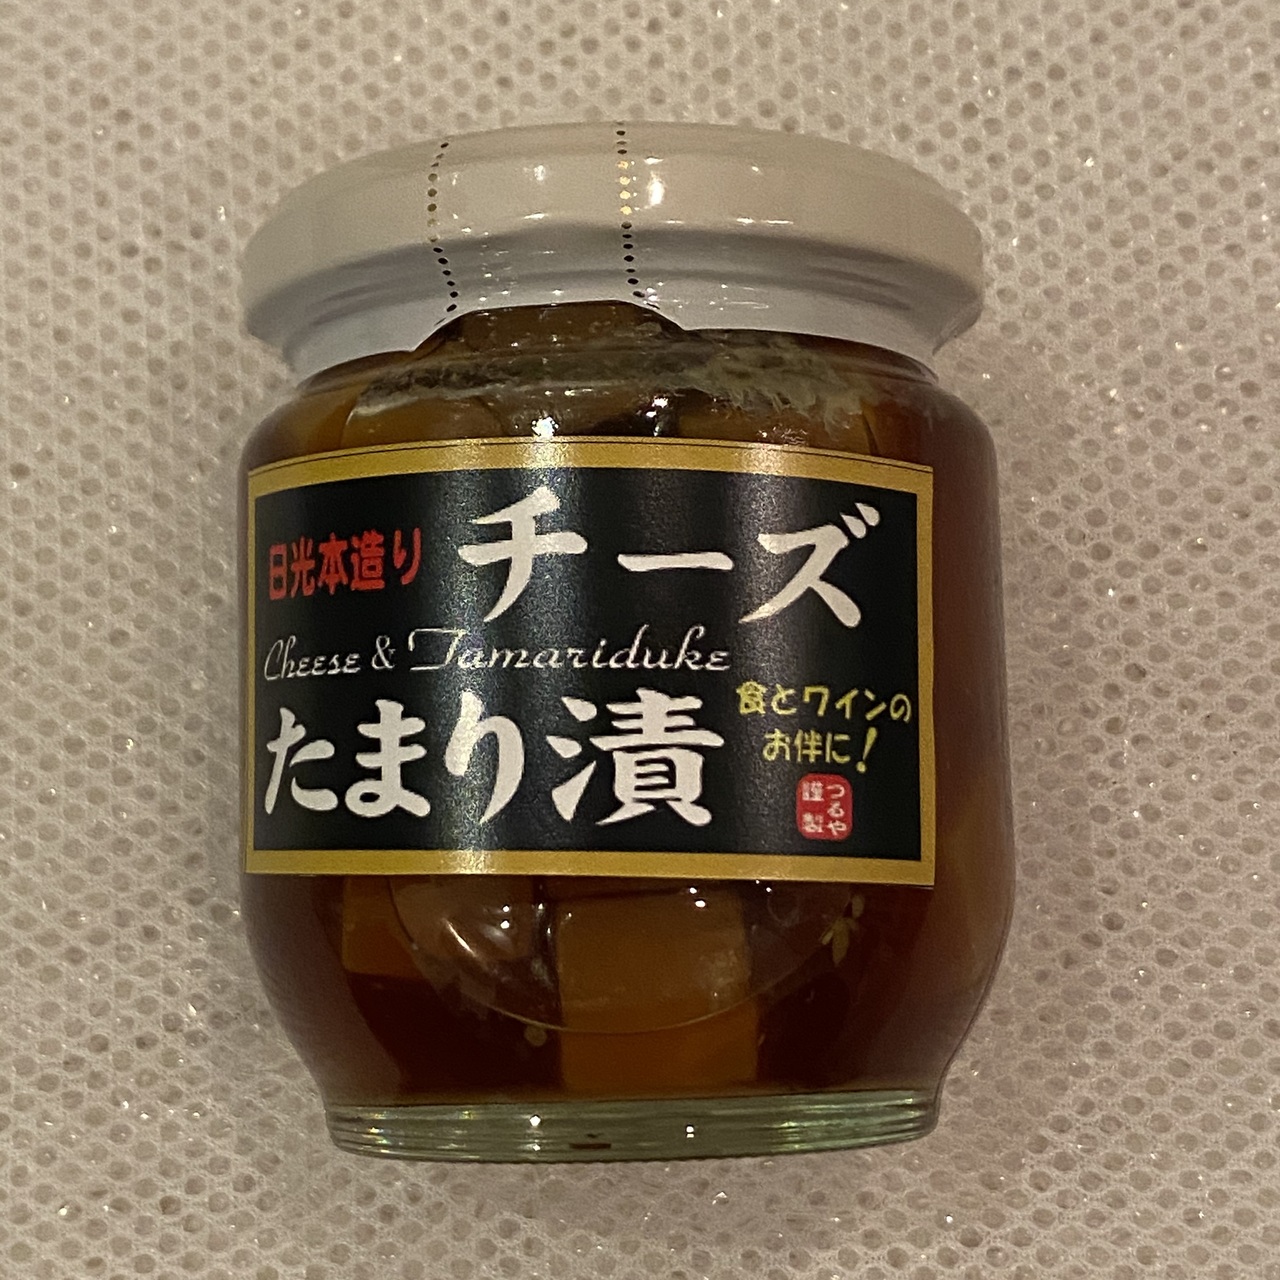 日光本造り チーズ
Cheese & Tamariduke
たまり漬
食とワインの
お伴に!
つるや
謹製